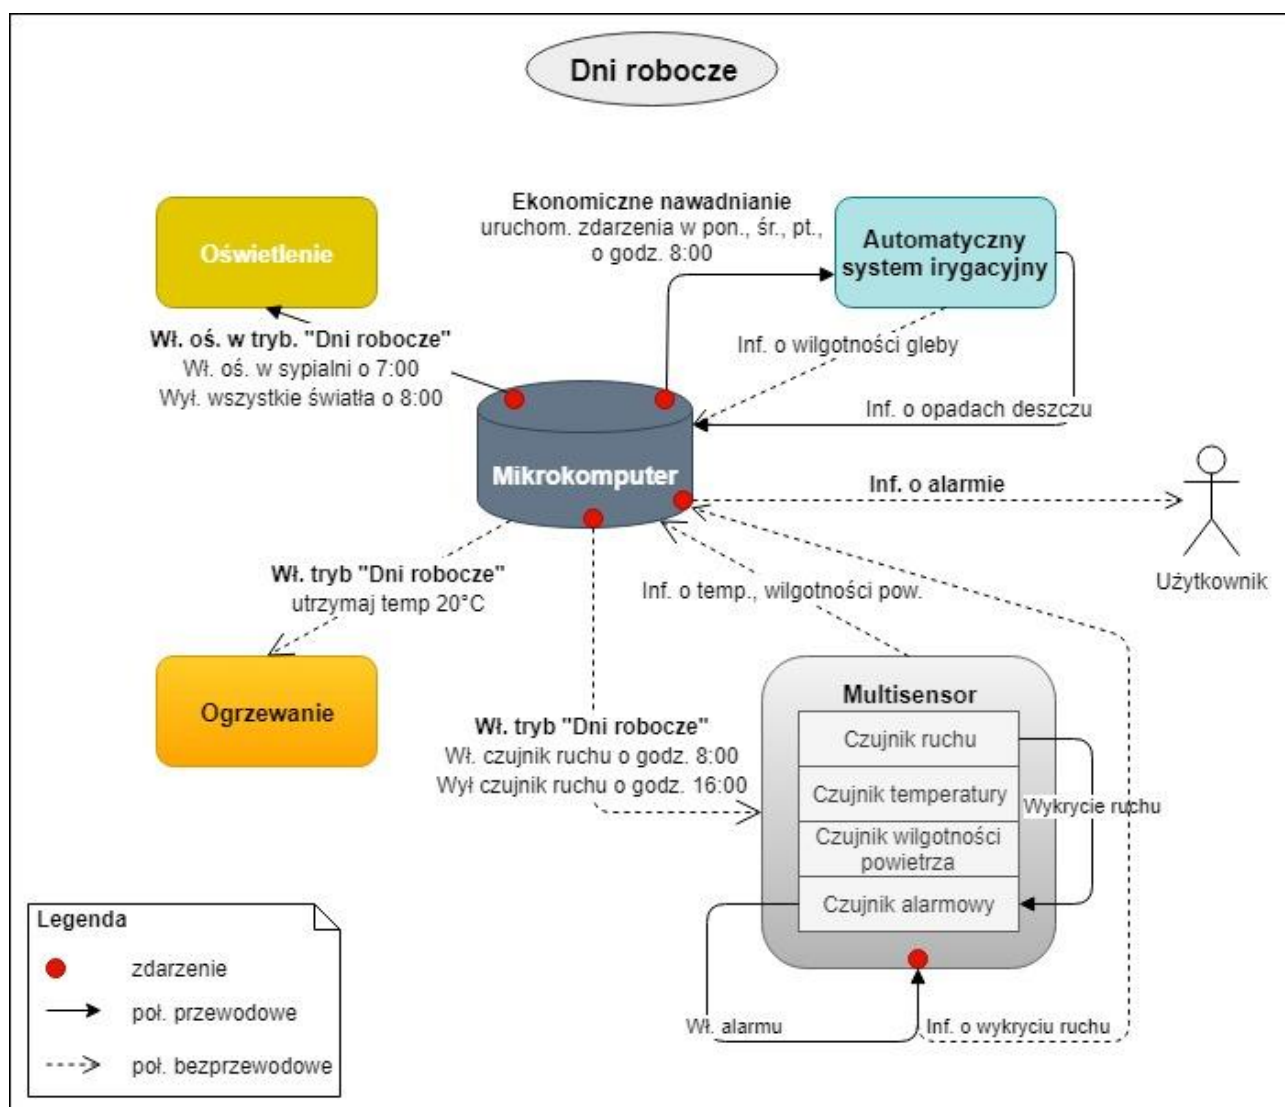 Dni robocze
Ekonomiczne nawadnianie
uruchom. zdarzenia w pon., śr., pt.,
o godz. 8:00
Oświetlenie
Automatyczny
system irygacyjny
Wł. oś. w tryb. "Dni robocze"
Wł. oś. w sypialni o 7:00
Wył. wszystkie światła o 8:00
Inf. o wilgotności gleby
Inf. o opadach deszczu
Mikrokomputer
Inf. o alarmie
Użytkownik
Wł. tryb "Dni robocze"
utrzymaj temp 20°C
Inf. o temp., wilgotności pow.
Ogrzewanie
Wł. tryb "Dni robocze"
Wł. czujnik ruchu o godz. 8:00
Wył czujnik ruchu o godz. 16:00
Multisensor
Czujnik ruchu
Czujnik temperatury
Wykrycie ruchu
Czujnik wilgotności
powietrza
Czujnik alarmowy
Wł. alarmu
Inf. o wykryciu ruchu
Legenda
zdarzenie
poł. przewodowe
poł. bezprzewodowe